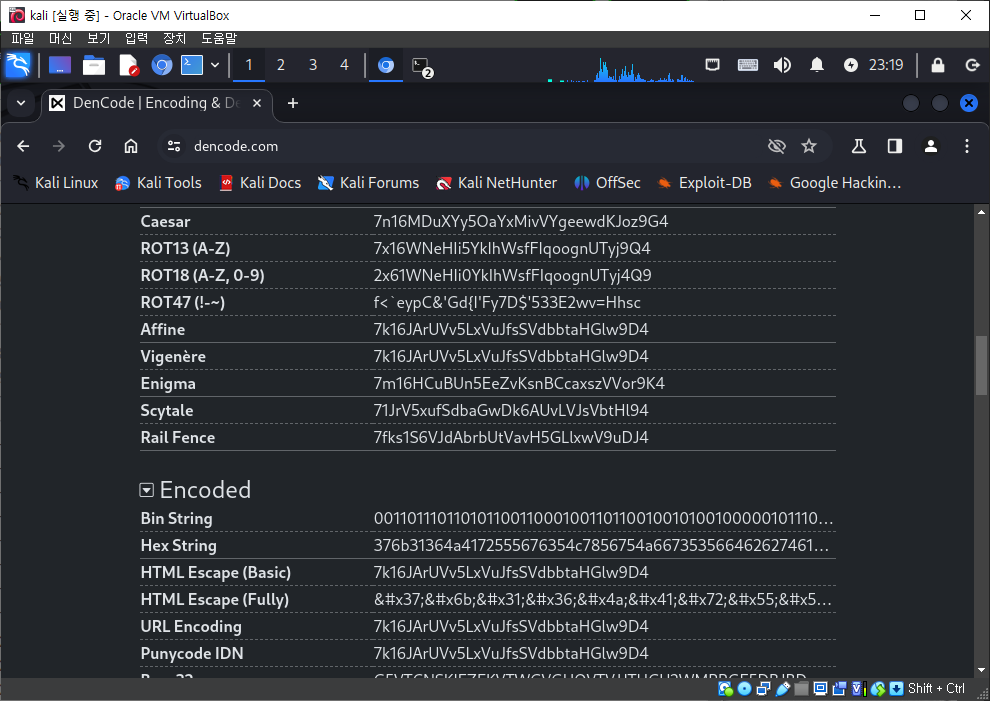 kali [실행 중] - Oracle VM VirtualBox
파일 머신 보기 입력 장치 도움말
1 2 3 4 2 23:19
DenCode | Encoding & De
dencode.com
Kali Linux Kali Tools Kali Docs Kali Forums Kali NetHunter OffSec Exploit-DB Google Hackin…
Caesar 7n16MDuXYy5OaYxMivVYgeewdKJoz9G4
ROT13 (A-Z) 7x16WNeHIi5YkIhWsfFIqoognUTyj9Q4
ROT18 (A-Z, 0-9) 2x61WNeHIi0YkIhWsfFIqoognUTyj4Q9
ROT47 (!-~) f<`eypC&'Gd{I'Fy7D$'533E2wv=Hhsc
Affine 7k16JArUVv5LxVuJfsSVdbbtaHGlw9D4
Vigenère 7k16JArUVv5LxVuJfsSVdbbtaHGlw9D4
Enigma 7m16HCuBUn5EeZvKsnBCcaxszVVor9K4
Scytale 71JrV5xufSdbaGwDk6AUvLVJsVbtHl94
Rail Fence 7fks1S6VJdAbrbUtVavH5GLlxwV9uDJ4
Encoded
Bin String
Hex String 376b31364a4172555676354c7856754a667353566462627461…
HTML Escape (Basic) 7k16JArUVv5LxVuJfsSVdbbtaHGlw9D4
HTML Escape (Fully) &#x37;&#x6b;&#x31;&#x36;&#x4a;&#x41;&#x72;&#x55;&#x5…
URL Encoding 7k16JArUVv5LxVuJfsSVdbbtaHGlw9D4
Punycode IDN 7k16JArUVv5LxVuJfsSVdbbtaHGlw9D4
Shift + Ctrl